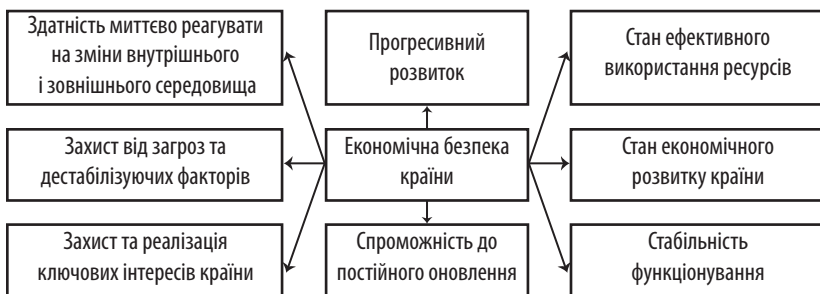 Здатність миттєво реагувати
на зміни внутрішнього
і зовнішнього середовища
Прогресивний
розвиток
Стан ефективного
використання ресурсів
Захист від загроз та
дестабілізуючих факторів
Економічна безпека
країни
Стан економічного
розвитку країни
Захист та реалізація
ключових інтересів країни
Спроможність до
постійного оновлення
Стабільність
функціонування